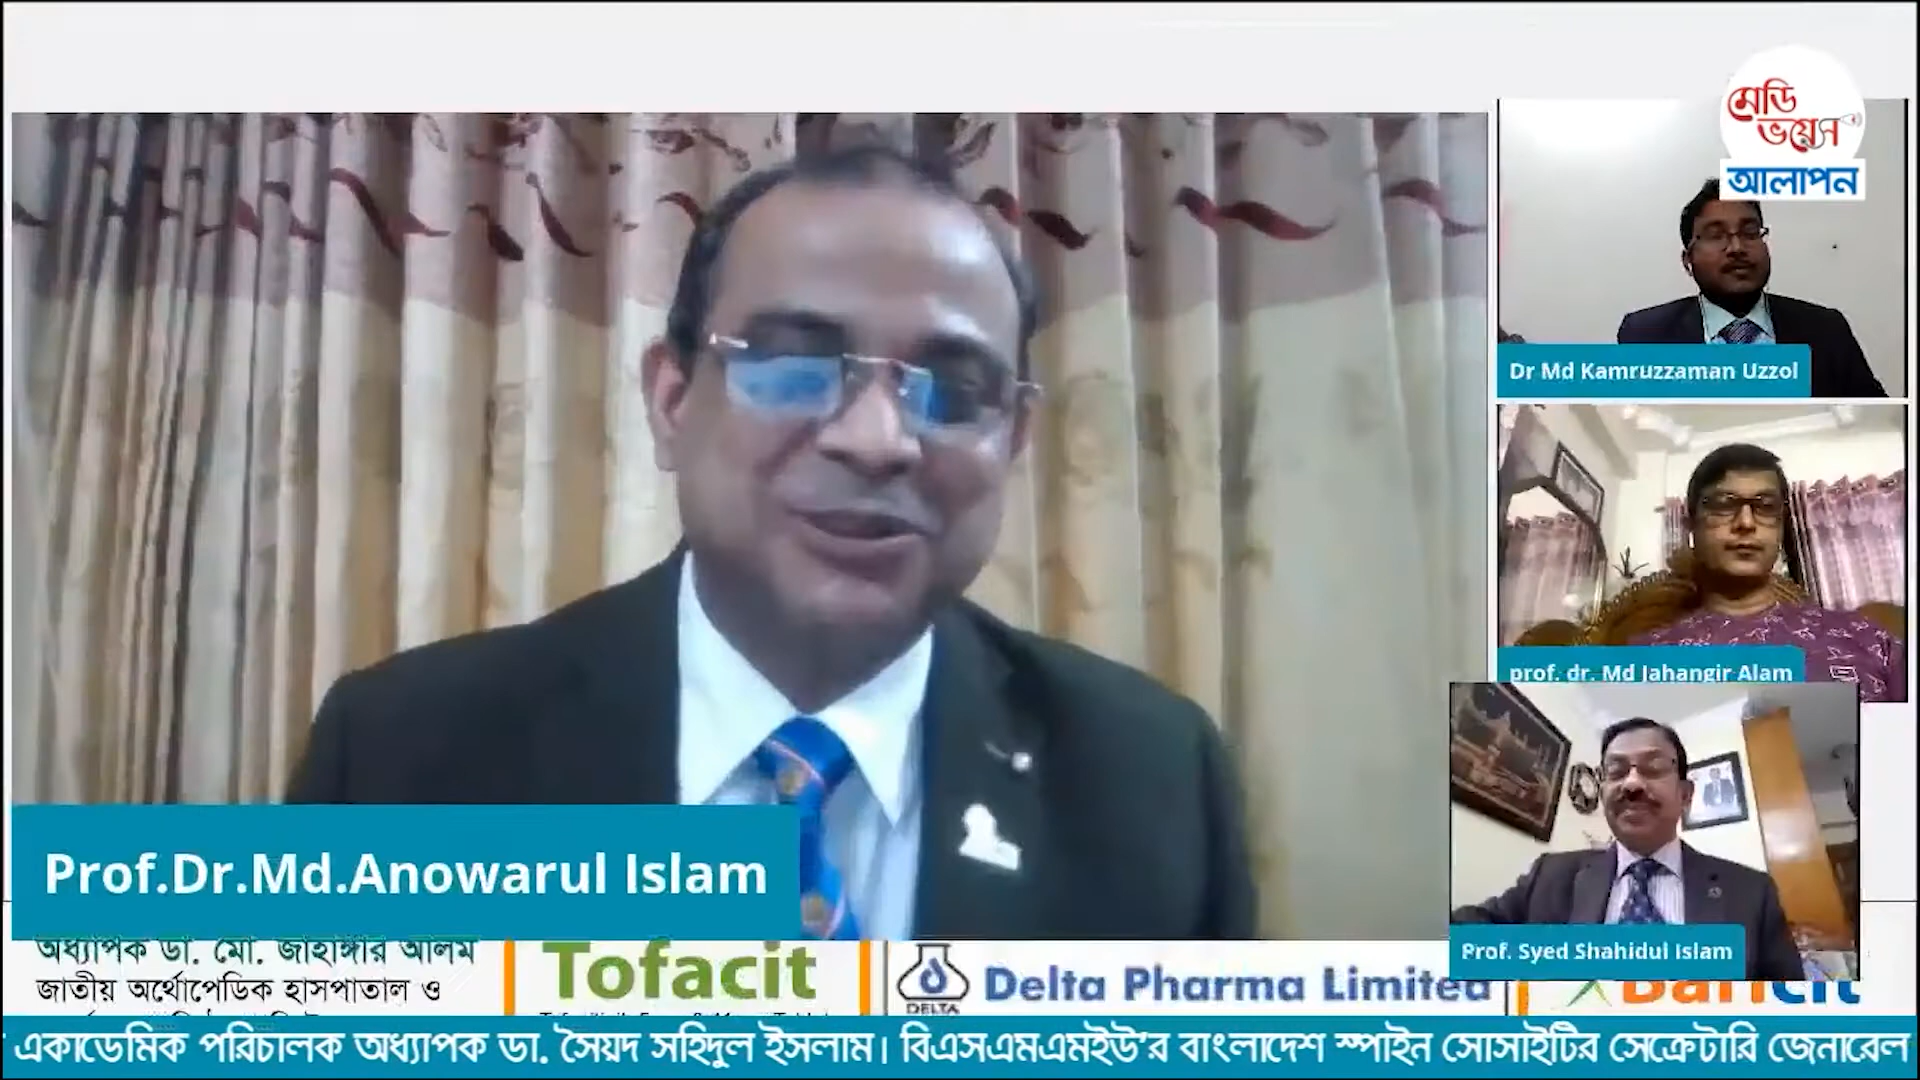 মেডি
ভয়েস
আলাপন
Dr Md Kamruzzaman Uzzol
prof. dr. Md Jahangir Alam
Prof. Syed Shahidul Islam
Prof.Dr.Md.Anowarul Islam
অধ্যাপক ডা. মো. জাহাঙ্গীর আলম
জাতীয় অর্থোপেডিক হাসপাতাল ও
Tofacit
DELTA
Delta Pharma Limited
Baricit
একাডেমিক পরিচালক অধ্যাপক ডা. সৈয়দ সহিদুল ইসলাম। বিএসএমএমইউ'র বাংলাদেশ স্পাইন সোসাইটির সেক্রেটারি জেনারেল